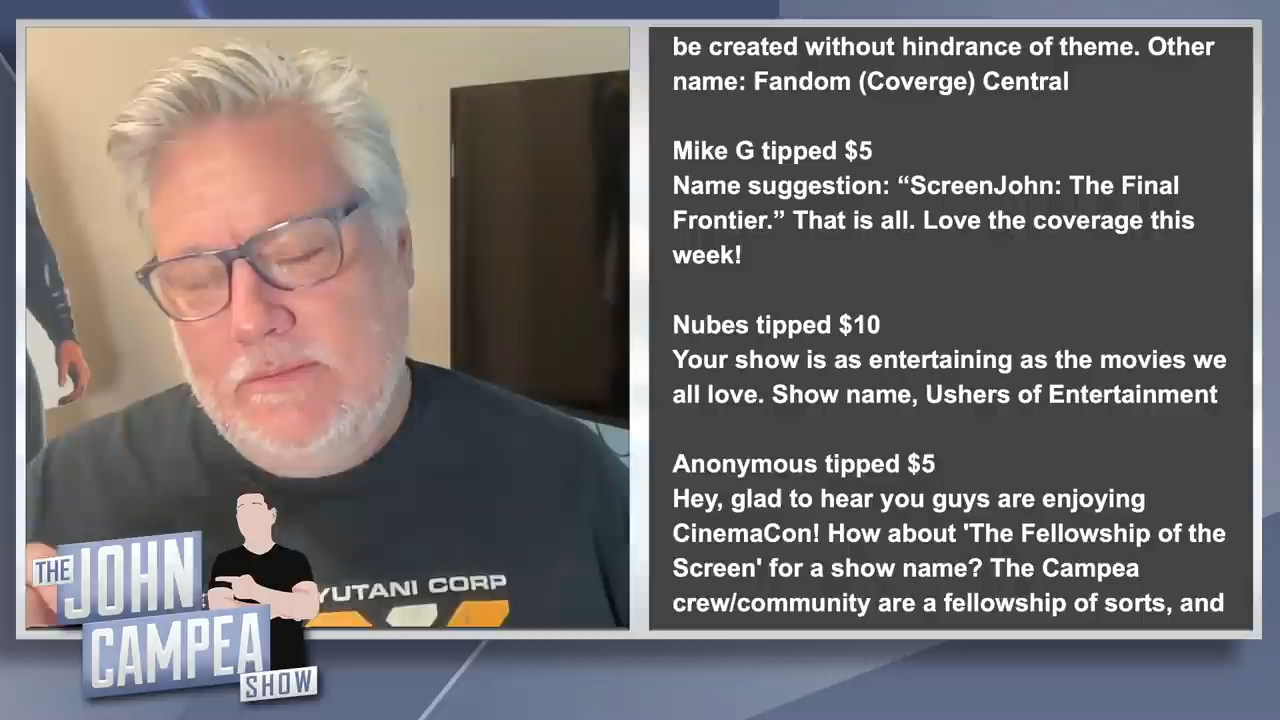 be created without hindrance of theme. Other
name: Fandom (Coverge) Central
Mike G tipped $5
Name suggestion: “ScreenJohn: The Final
Frontier.” That is all. Love the coverage this
week!
Nubes tipped $10
Your show is as entertaining as the movies we
all love. Show name, Ushers of Entertainment
Anonymous tipped $5
Hey, glad to hear you guys are enjoying
CinemaCon! How about 'The Fellowship of the
Screen' for a show name? The Campea
crew/community are a fellowship of sorts, and
YUTANI CORP
THE JOHN
CAMPEA
SHOW